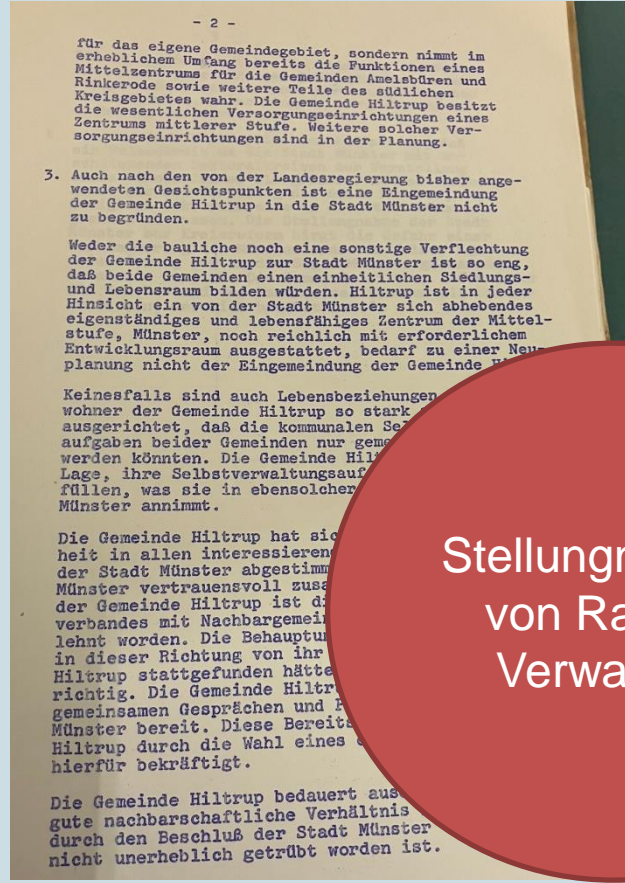 - 2 -
für das eigene Gemeindegebiet, sondern nimmt im
erheblichem Umfang bereits die Funktionen eines
Mittelzentrums für die Gemeinden Amelsbüren und
Rinkerode sowie weitere Teile des südlichen
Kreisgebietes wahr. Die Gemeinde Hiltrup besitzt
die wesentlichen Versorgungseinrichtungen eines
Zentrums mittlerer Stufe. Weitere solcher Ver-
sorgungseinrichtungen sind in der Planung.
3. Auch nach den von der Landesregierung bisher ange-
wendeten Gesichtspunkten ist eine Eingemeindung
der Gemeinde Hiltrup in die Stadt Münster nicht
zu begründen.
Weder die bauliche noch eine sonstige Verflechtung
der Gemeinde Hiltrup zur Stadt Münster ist so eng,
daß beide Gemeinden einen einheitlichen Siedlungs-
und Lebensraum bilden würden. Hiltrup ist in jeder
Hinsicht ein von der Stadt Münster sich abhebendes
eigenständiges und lebensfähiges Zentrum der Mittel-
stufe, Münster, noch reichlich mit erforderlichem
Entwicklungsraum ausgestattet, bedarf zu einer Neu-
planung nicht der Eingemeindung der Gemeinde
Keinesfalls sind auch Lebensbeziehungen
wohner der Gemeinde Hiltrup so stark
ausgerichtet, daß die kommunalen Se
aufgaben beider Gemeinden nur geme
werden könnten. Die Gemeinde Hil
Lage, ihre Selbstverwaltungsauf
füllen, was sie in ebensolcher
Münster annimmt.
Die Gemeinde Hiltrup hat sic
heit in allen interessieren
der Stadt Münster abgestimm
Münster vertrauensvoll zusa
der Gemeinde Hiltrup ist di
verbandes mit Nachbargemei
lehnt worden. Die Behauptu
in dieser Richtung von ihr
Hiltrup stattgefunden hätte
richtig. Die Gemeinde Hiltr
gemeinsamen Gesprächen und P
Münster bereit. Diese Bereits
Hiltrup durch die Wahl eines
hierfür bekräftigt.
Die Gemeinde Hiltrup bedauert aus
gute nachbarschaftliche Verhältnis
durch den Beschluß der Stadt Münster
nicht unerheblich getrübt worden ist.
Stellungn
von Ra
Verwa